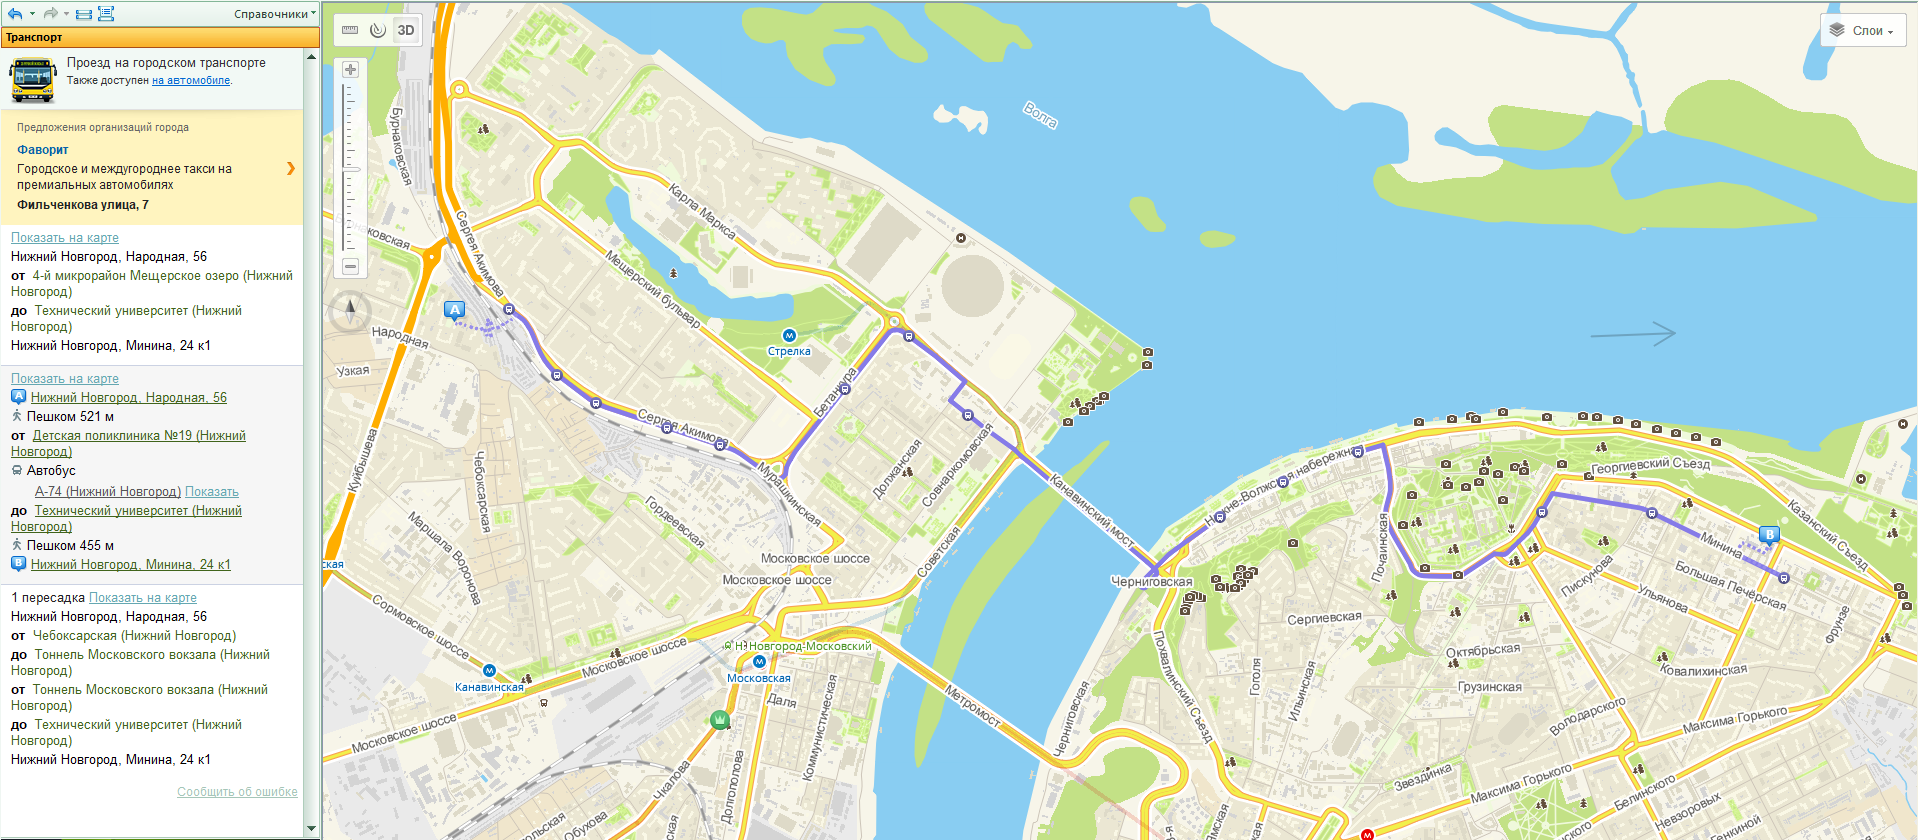 Справочники
Транспорт
Проезд на городском транспорте
Также доступен на автомобиле.
Предложения организаций города
Фаворит
Городское и междугороднее такси на
премиальных автомобилях
Фильченкова улица, 7
Показать на карте
Нижний Новгород, Народная, 56
от 4-й микрорайон Мещерское озеро (Нижний
Новгород)
до Технический университет (Нижний
Новгород)
Нижний Новгород, Минина, 24 к1
Показать на карте
A Нижний Новгород, Народная, 56
Пешком 521 м
от Детская поликлиника №19 (Нижний
Новгород)
Автобус
А-74 (Нижний Новгород) Показать
до Технический университет (Нижний
Новгород)
Пешком 455 м
B Нижний Новгород, Минина, 24 к1
1 пересадка Показать на карте
Нижний Новгород, Народная, 56
от Чебоксарская (Нижний Новгород)
до Тоннель Московского вокзала (Нижний
Новгород)
от Тоннель Московского вокзала (Нижний
Новгород)
до Технический университет (Нижний
Новгород)
Нижний Новгород, Минина, 24 к1
Сообщить об ошибке
3D
Слои
Волга
Бурнаковская
Карла Маркса
Сергея Акимова
Мещерский бульвар
A
Народная
Узкая
Стрелка
Бетанкура
Сергея Акимова
Куйбышева
Чебоксарская
Мурашкинская
Должанская
Совнаркомовская
Гордеевская
Маршала Воронова
Канавинский мост
Советская
Московское шоссе
Московское шоссе
Черниговская
Нижне-Волжская набережная
Почаинская
Георгиевский Съезд
Казанский Съезд
Минина
B
Пискунова
Большая Печёрская
Ульянова
Фрунзе
Сергиевская
Октябрьская
Ковалихинская
Грузинская
Гоголя
Ильинская
Похвалинский Съезд
Черниговская
Сормовское шоссе
Московское шоссе
Н.Новгород-Московский
Московская
Канавинская
Даля
Метромост
Коммунистическая
Московское шоссе
Чкалова
Долгополова
Обухова
Володарского
Максима Горького
Звездинка
Максима Горького
Белинского
Невзоровых
Генкиной